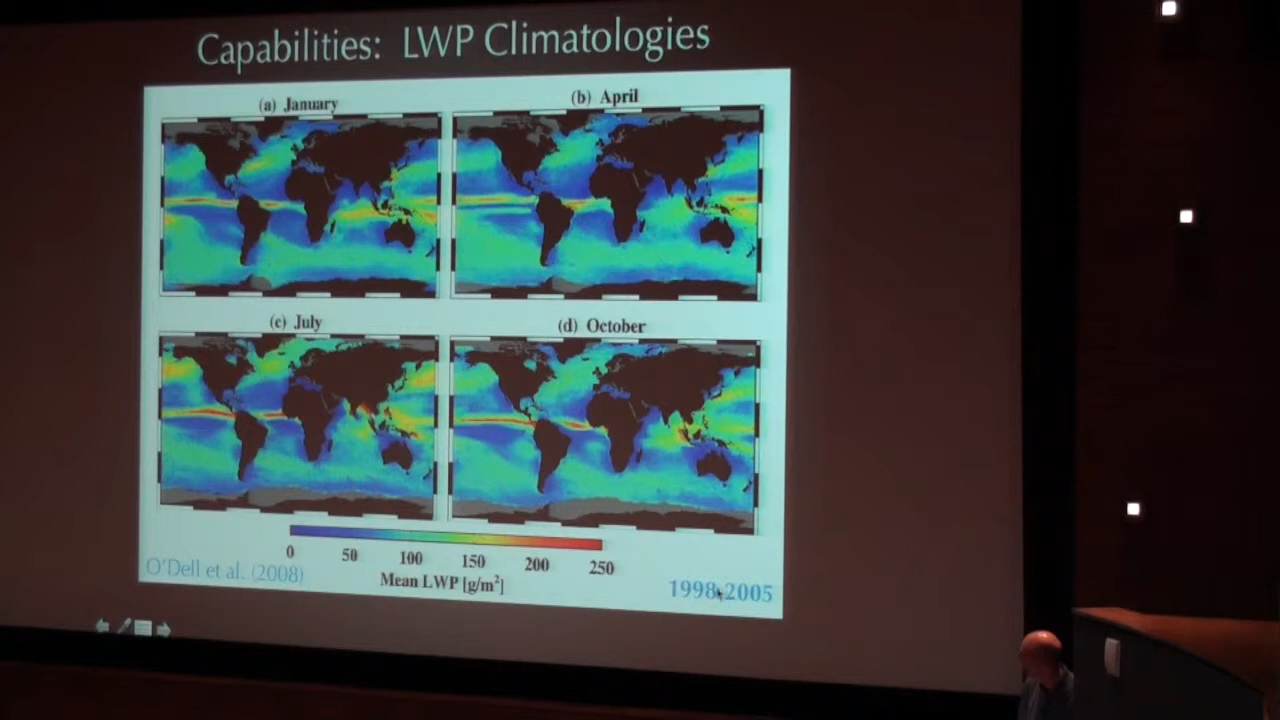 Capabilities: LWP Climatologies
(a) January
(b) April
(c) July
(d) October
0 50 100 150 200 250
Mean LWP [g/m²]
O'Dell et al. (2008)
1998-2005